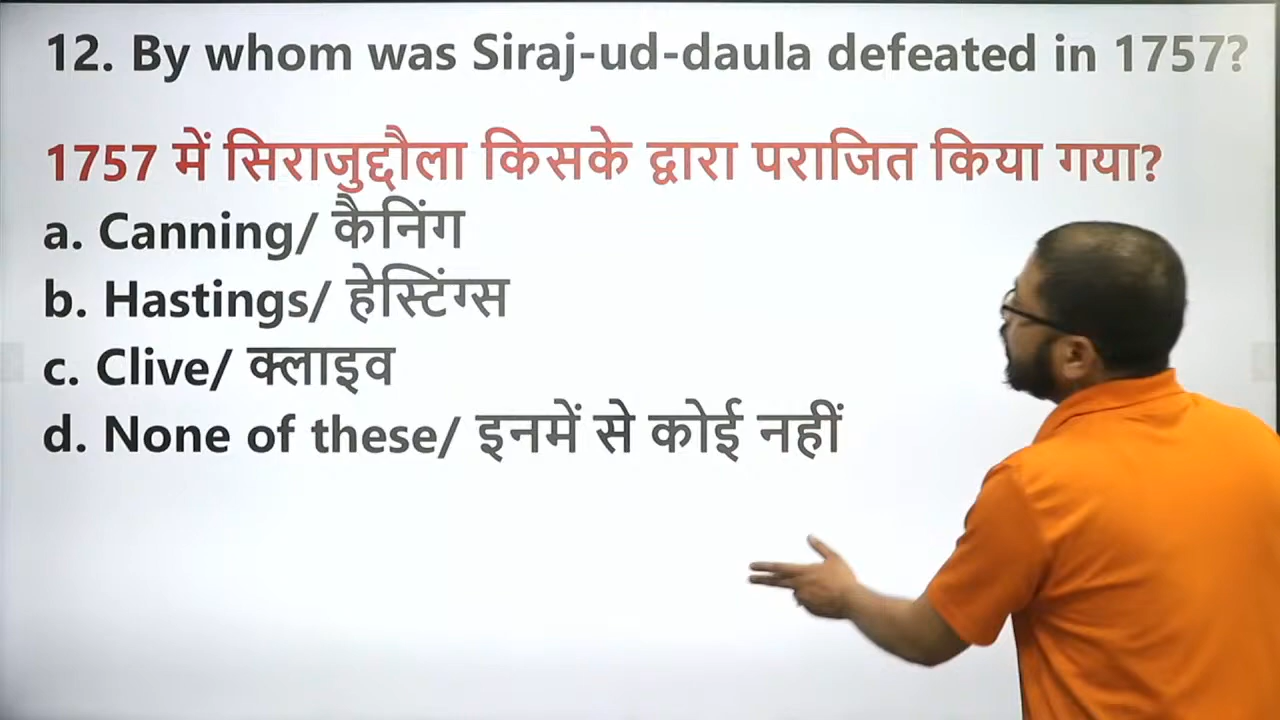 12. By whom was Siraj-ud-daula defeated in 1757?
1757 में सिराजुद्दौला किसके द्वारा पराजित किया गया?
a. Canning/ कैनिंग
b. Hastings/ हेस्टिंग्स
c. Clive/ क्लाइव
d. None of these/ इनमें से कोई नहीं